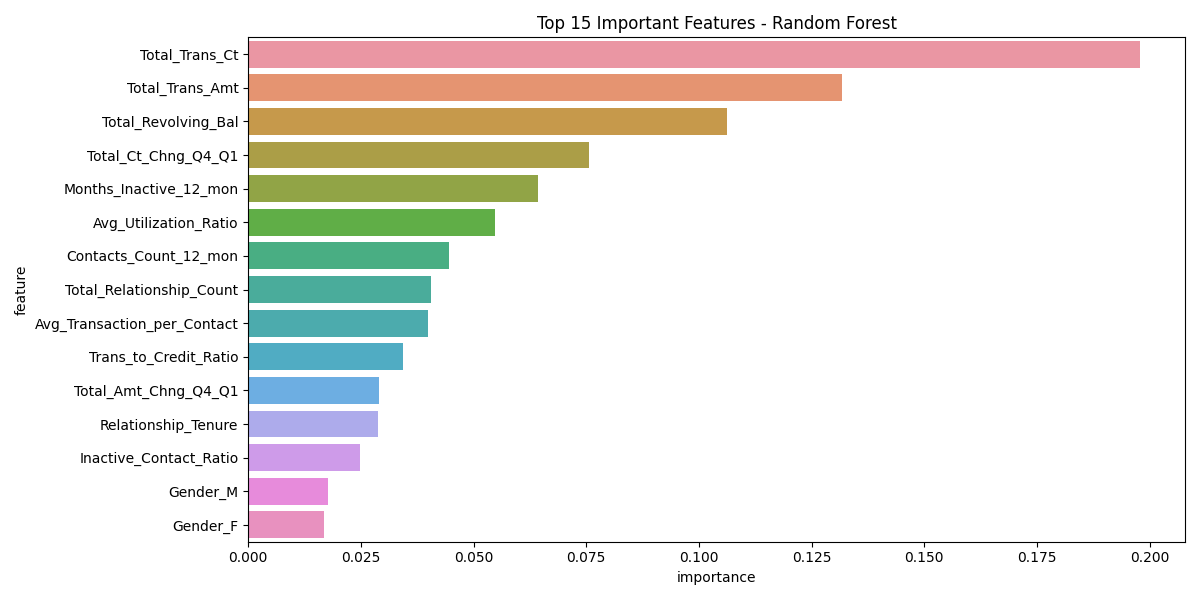 Top 15 Important Features - Random Forest
Total_Trans_Ct
Total_Trans_Amt
Total_Revolving_Bal
Total_Ct_Chng_Q4_Q1
Months_Inactive_12_mon
Avg_Utilization_Ratio
Contacts_Count_12_mon
Total_Relationship_Count
Avg_Transaction_per_Contact
Trans_to_Credit_Ratio
Total_Amt_Chng_Q4_Q1
Relationship_Tenure
Inactive_Contact_Ratio
Gender_M
Gender_F
feature
0.000 0.025 0.050 0.075 0.100 0.125 0.150 0.175 0.200
importance